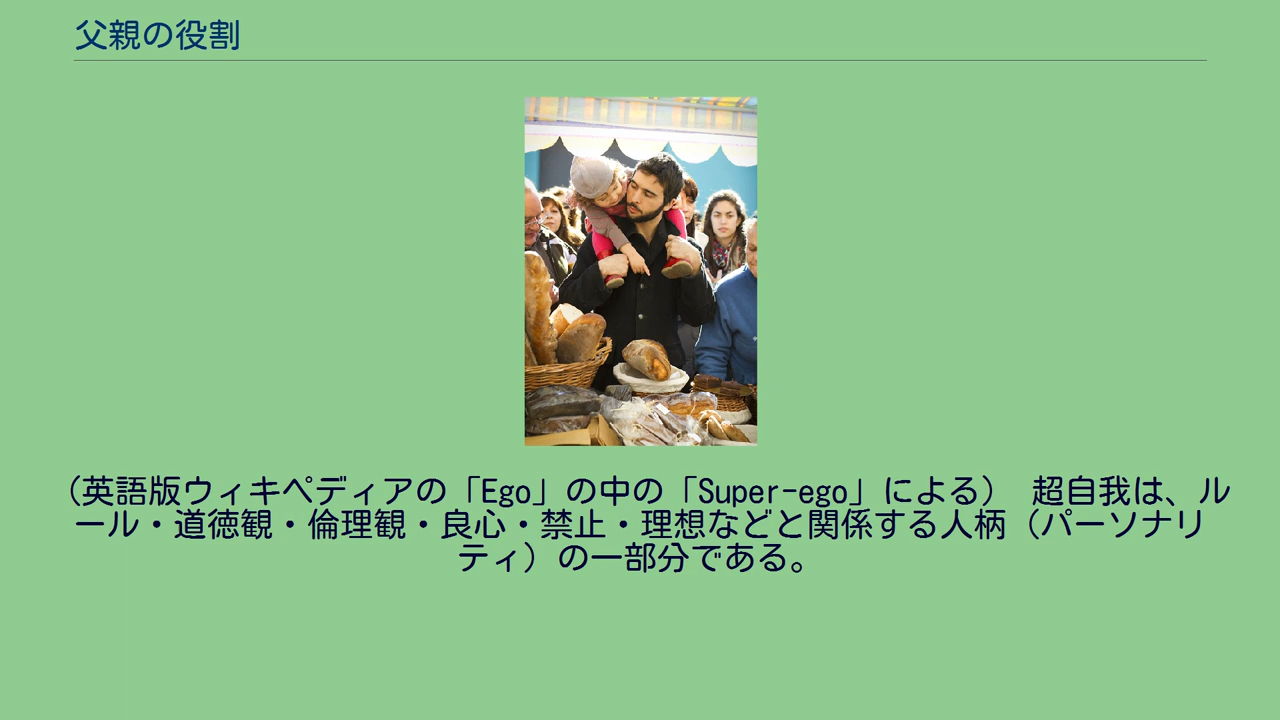 父親の役割
（英語版ウィキペディアの「Ego」の中の「Super-ego」による）　超自我は、ル
ール・道徳観・倫理観・良心・禁止・理想などと関係する人柄（パーソナリ
ティ）の一部分である。